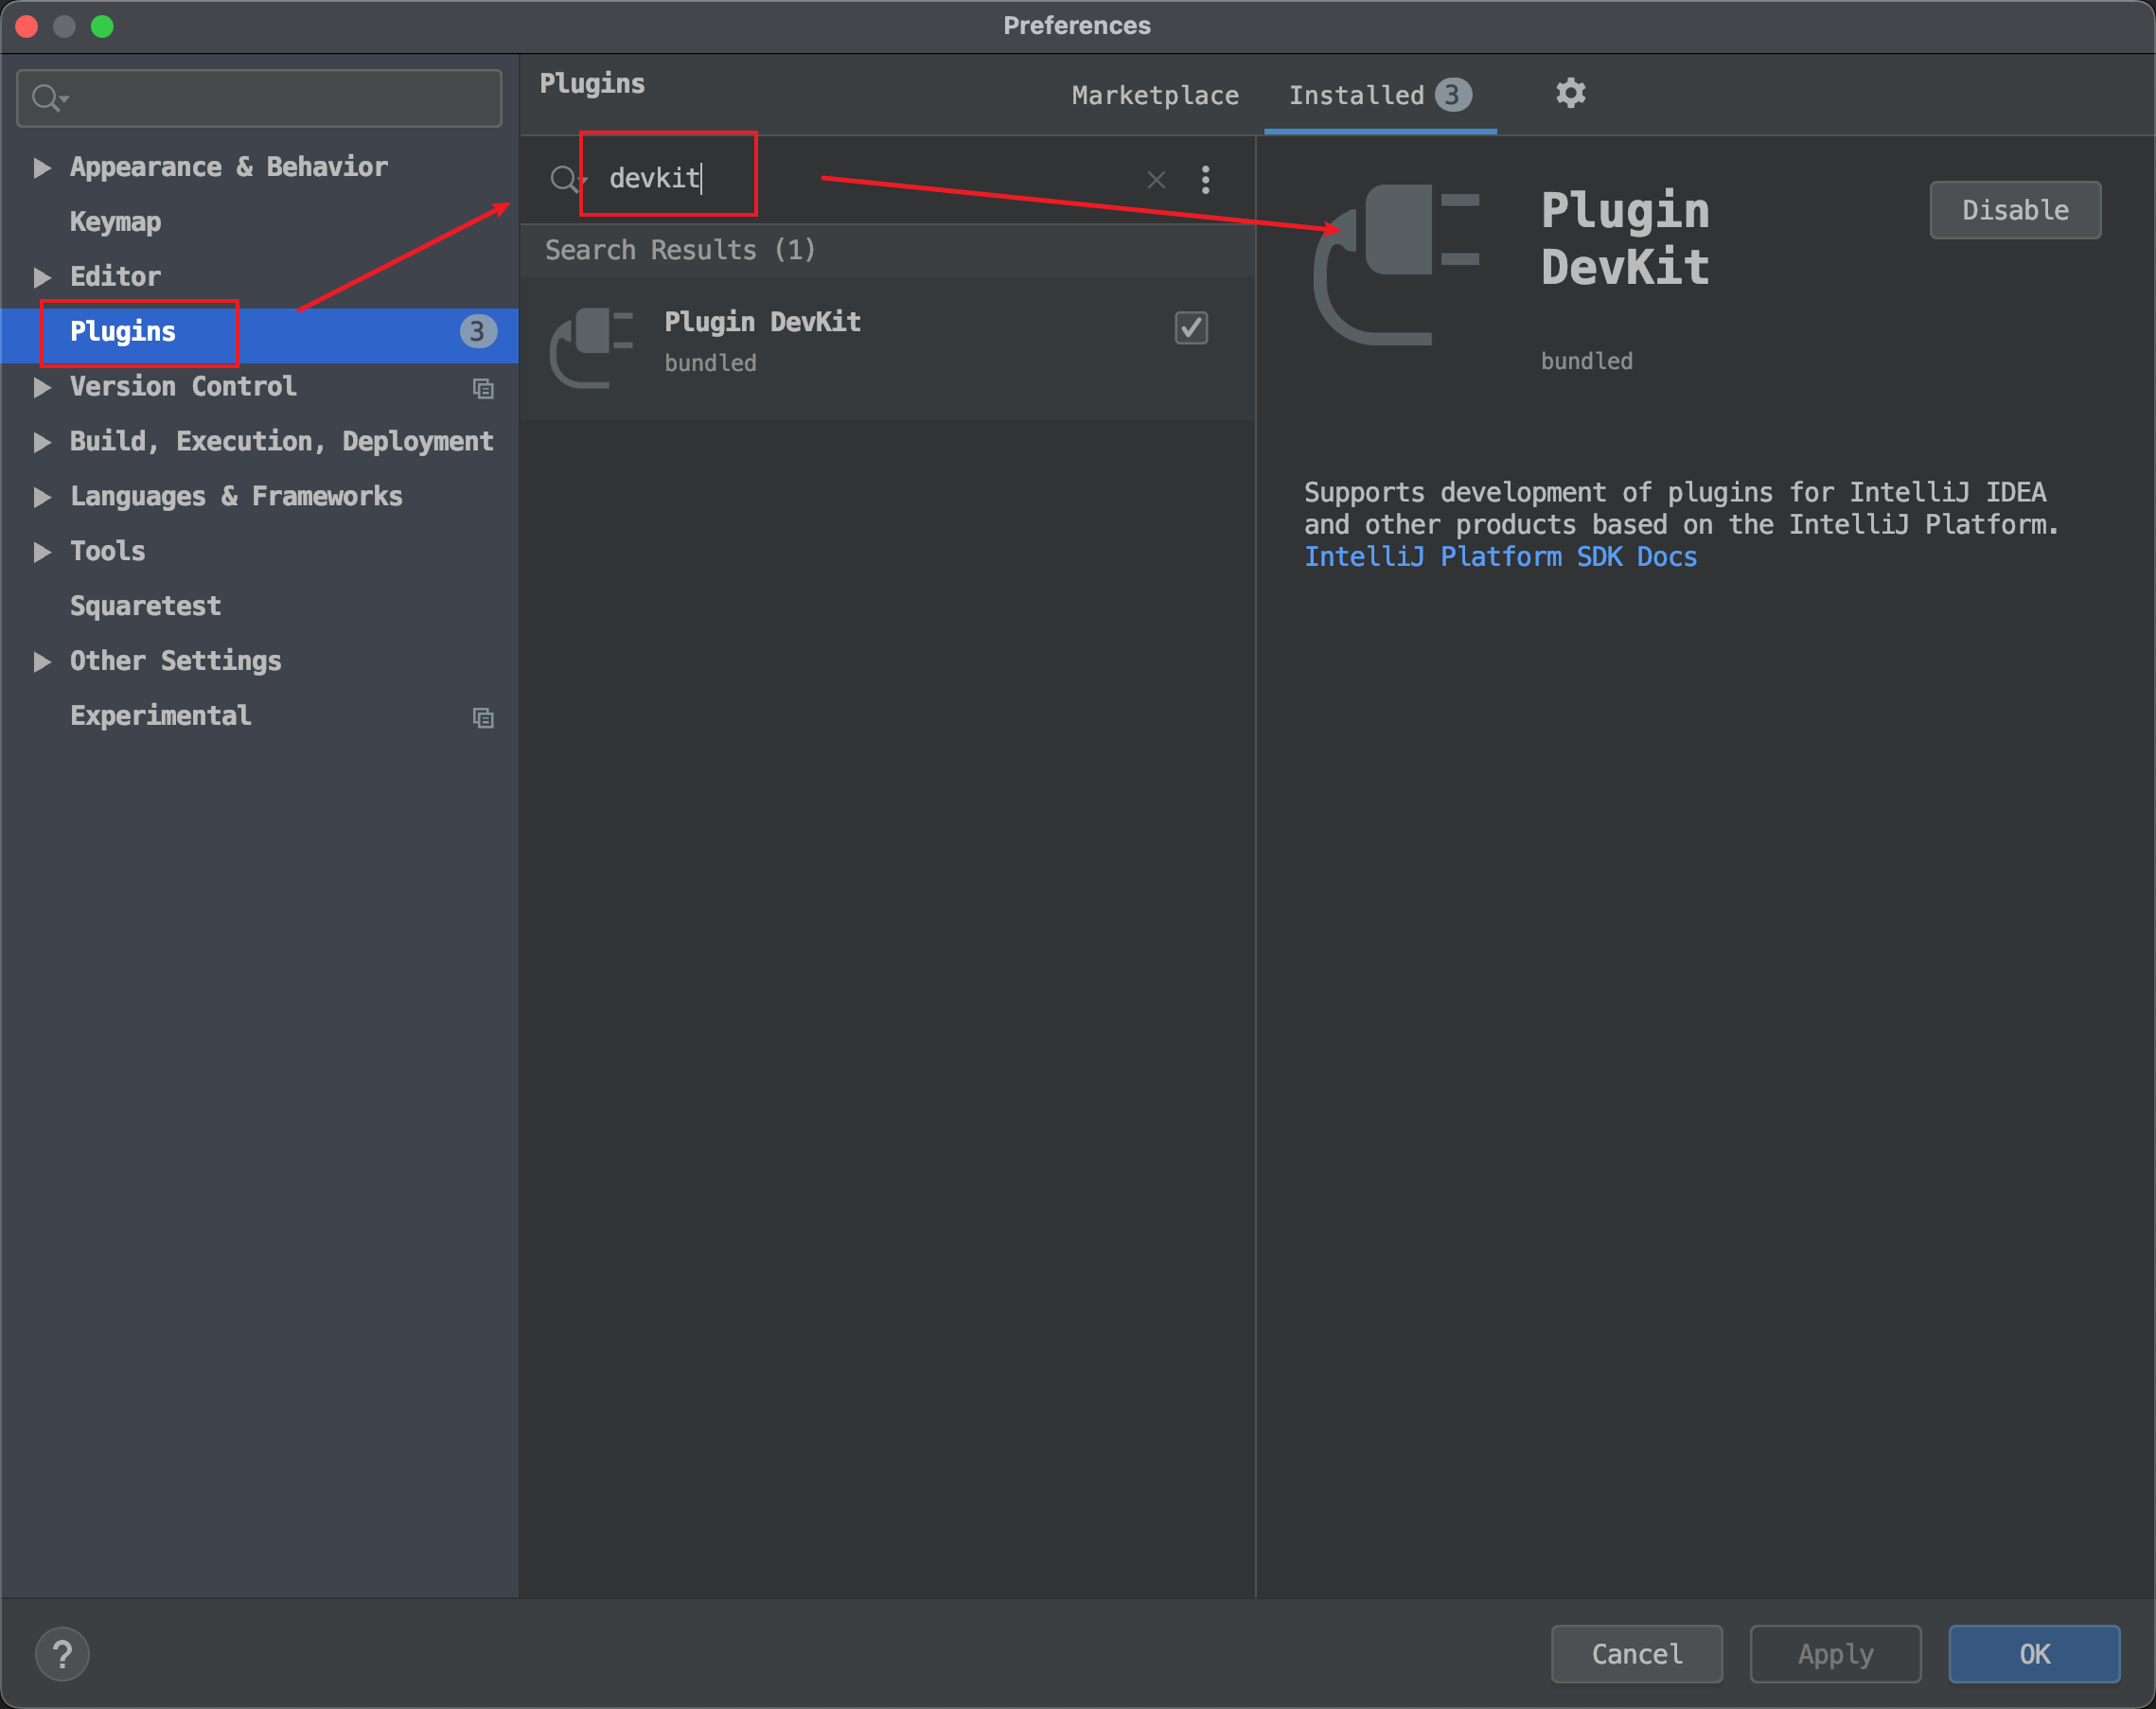 Preferences
Plugins
Marketplace
Installed 3
Appearance & Behavior
Keymap
Editor
Plugins 3
Version Control
Build, Execution, Deployment
Languages & Frameworks
Tools
Squaretest
Other Settings
Experimental
devkit
Search Results (1)
Plugin DevKit
bundled
Plugin
DevKit
Disable
bundled
Supports development of plugins for IntelliJ IDEA
and other products based on the IntelliJ Platform.
IntelliJ Platform SDK Docs
?
Cancel
Apply
OK